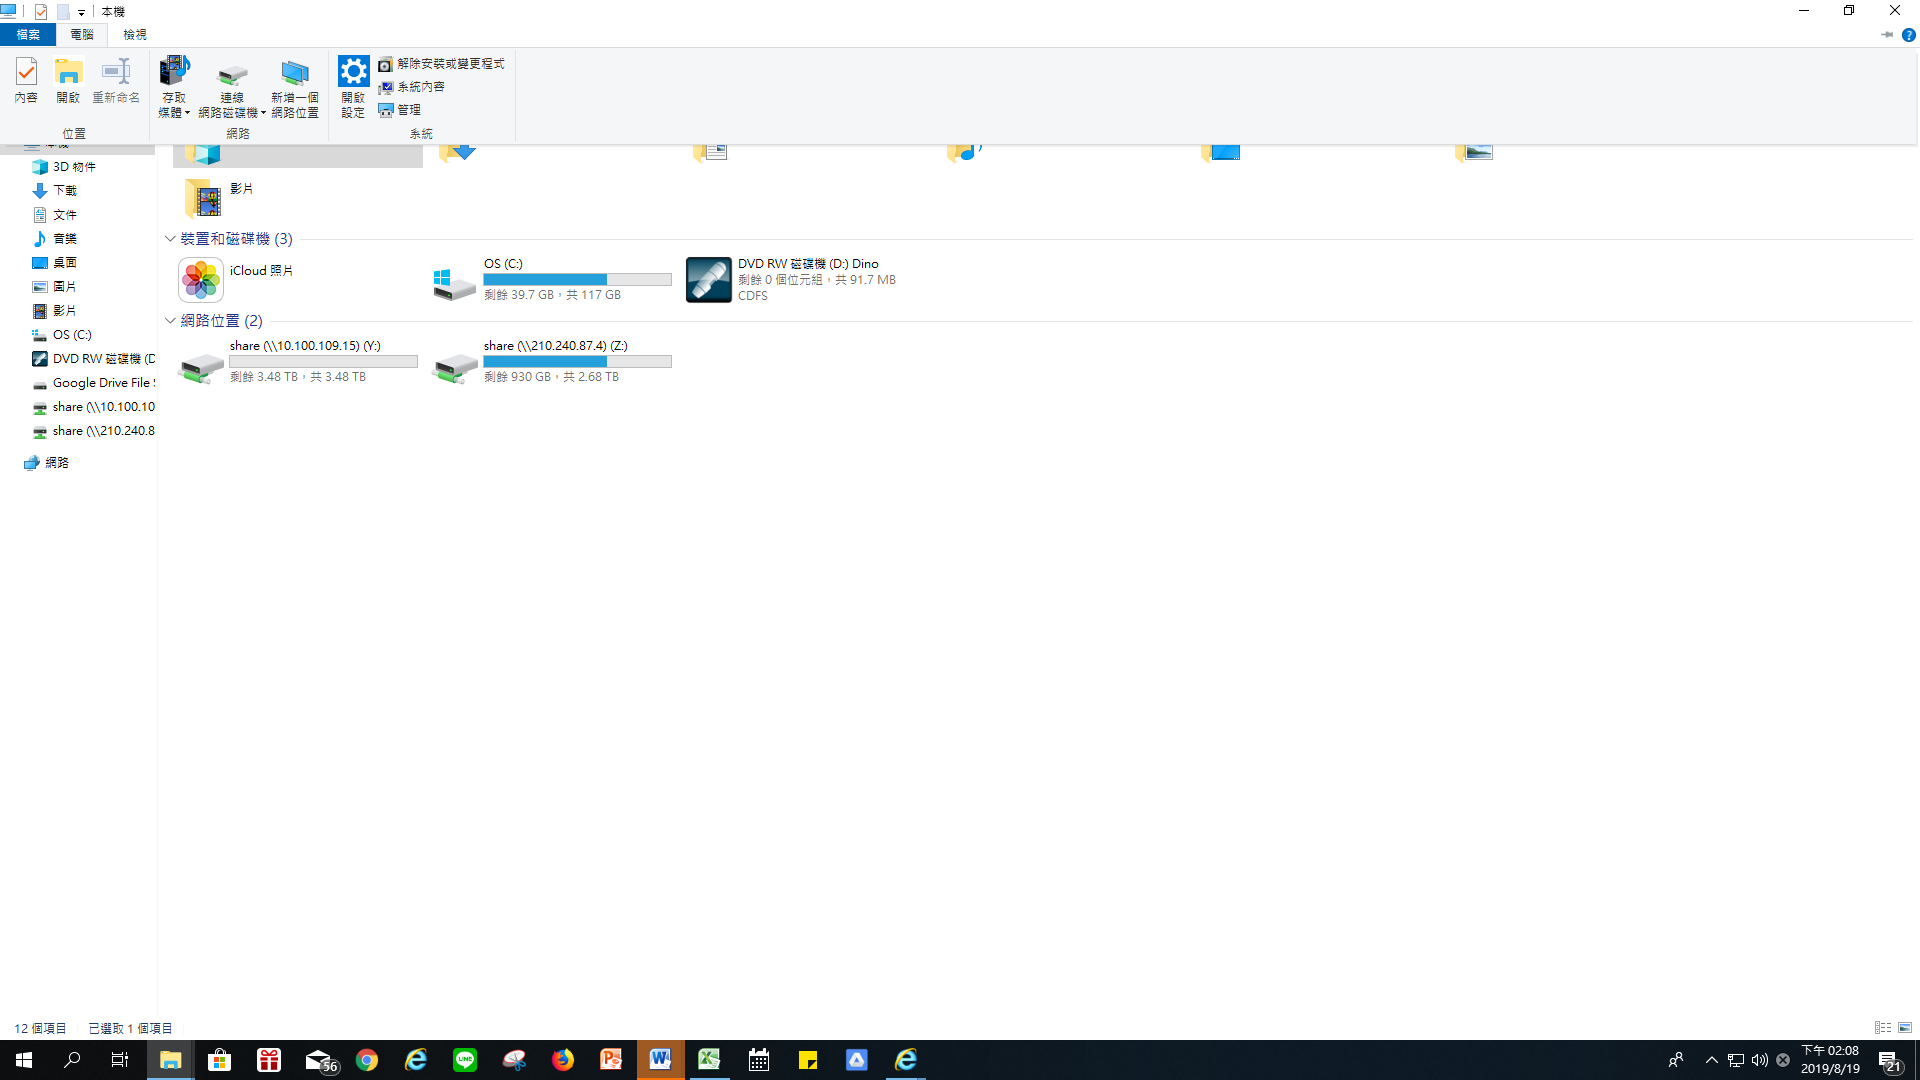 本機
檔案 電腦 檢視
內容
開啟
重新命名
位置
存取
媒體
連線
網路磁碟機
新增一個
網路位置
網路
開啟
設定
解除安裝或變更程式
系統內容
管理
系統
3D 物件
下載
文件
音樂
桌面
圖片
影片
OS (C:)
DVD RW 磁碟機 (D
Google Drive File
share (\\10.100.10
share (\\210.240.8
網路
影片
裝置和磁碟機 (3)
iCloud 照片
OS (C:)
剩餘 39.7 GB，共 117 GB
DVD RW 磁碟機 (D:) Dino
剩餘 0 個位元組，共 91.7 MB
CDFS
網路位置 (2)
share (\\10.100.109.15) (Y:)
剩餘 3.48 TB，共 3.48 TB
share (\\210.240.87.4) (Z:)
剩餘 930 GB，共 2.68 TB
12 個項目 已選取 1 個項目
56
LINE
下午 02:08
2019/8/19
21